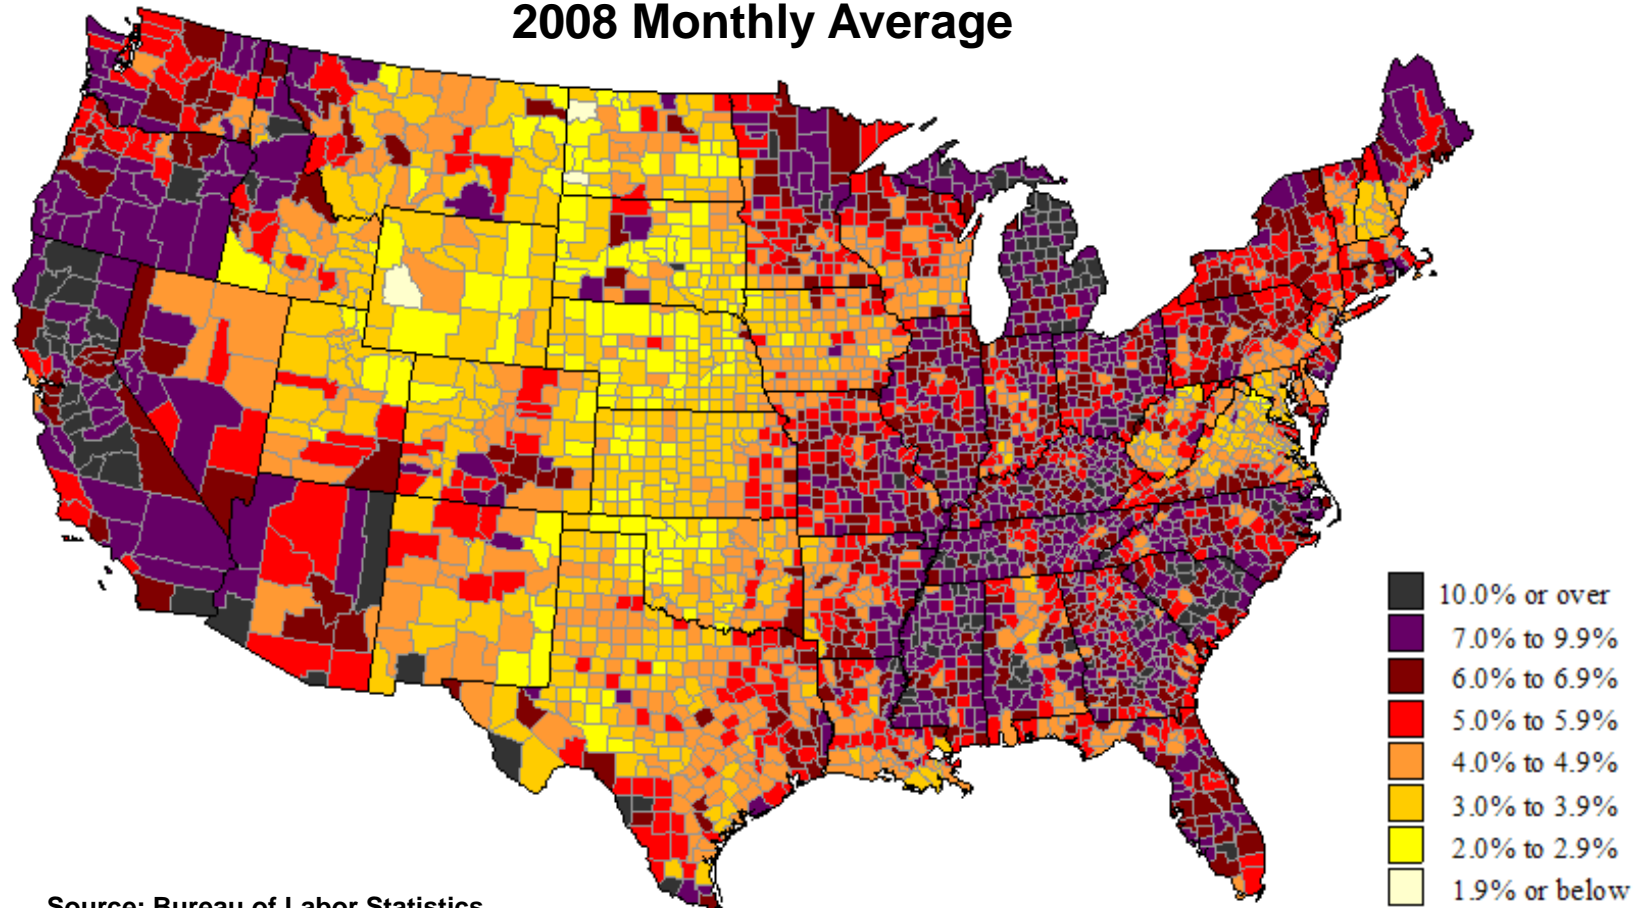 2008 Monthly Average
10.0% or over
7.0% to 9.9%
6.0% to 6.9%
5.0% to 5.9%
4.0% to 4.9%
3.0% to 3.9%
2.0% to 2.9%
1.9% or below
Source: Bureau of Labor Statistics